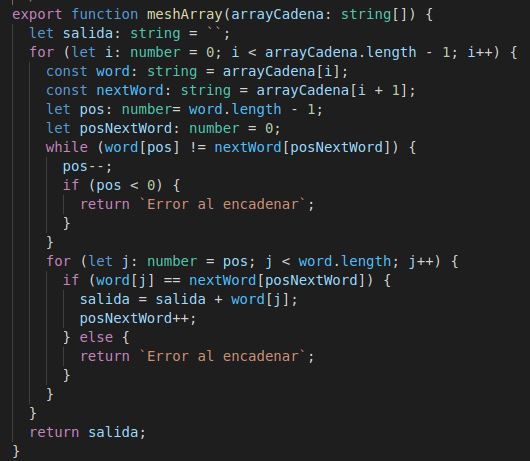 export function meshArray(arrayCadena: string[]) {
  let salida: string = ``;
  for (let i: number = 0; i < arrayCadena.length - 1; i++) {
    const word: string = arrayCadena[i];
    const nextWord: string = arrayCadena[i + 1];
    let pos: number= word.length - 1;
    let posNextWord: number = 0;
    while (word[pos] != nextWord[posNextWord]) {
      pos--;
      if (pos < 0) {
        return `Error al encadenar`;
      }
    }
    for (let j: number = pos; j < word.length; j++) {
      if (word[j] == nextWord[posNextWord]) {
        salida = salida + word[j];
        posNextWord++;
      } else {
        return `Error al encadenar`;
      }
    }
  }
  return salida;
}